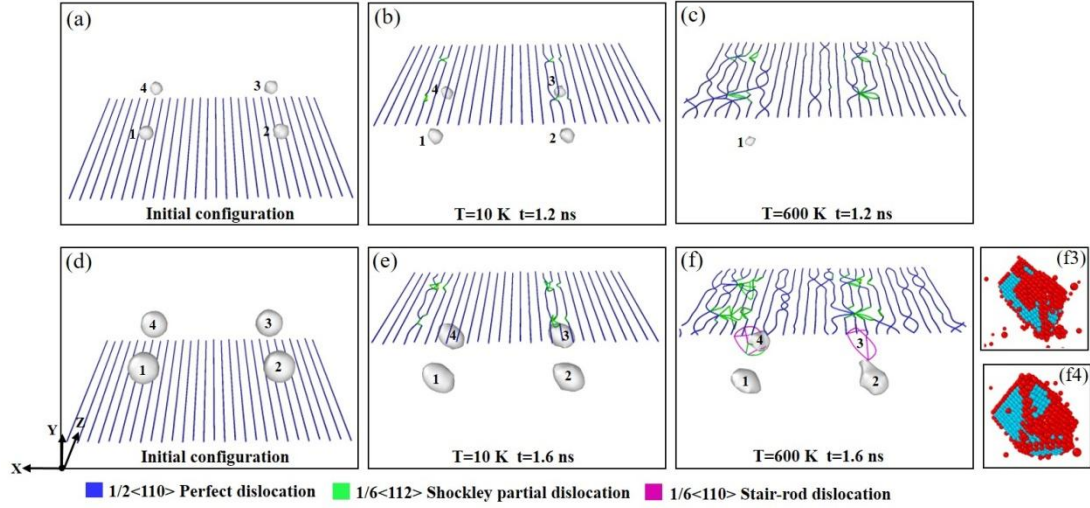 (a)
4
3
1
2
Initial configuration
(b)
4
3
1
2
T=10 K t=1.2 ns
(c)
1
T=600 K t=1.2 ns
(d)
4
3
1
2
Y
Z
X
Initial configuration
(e)
4
3
1
2
T=10 K t=1.6 ns
(f)
4
3
1
2
T=600 K t=1.6 ns
(f3)
(f4)
1/2<110> Perfect dislocation
1/6<112> Shockley partial dislocation
1/6<110> Stair-rod dislocation